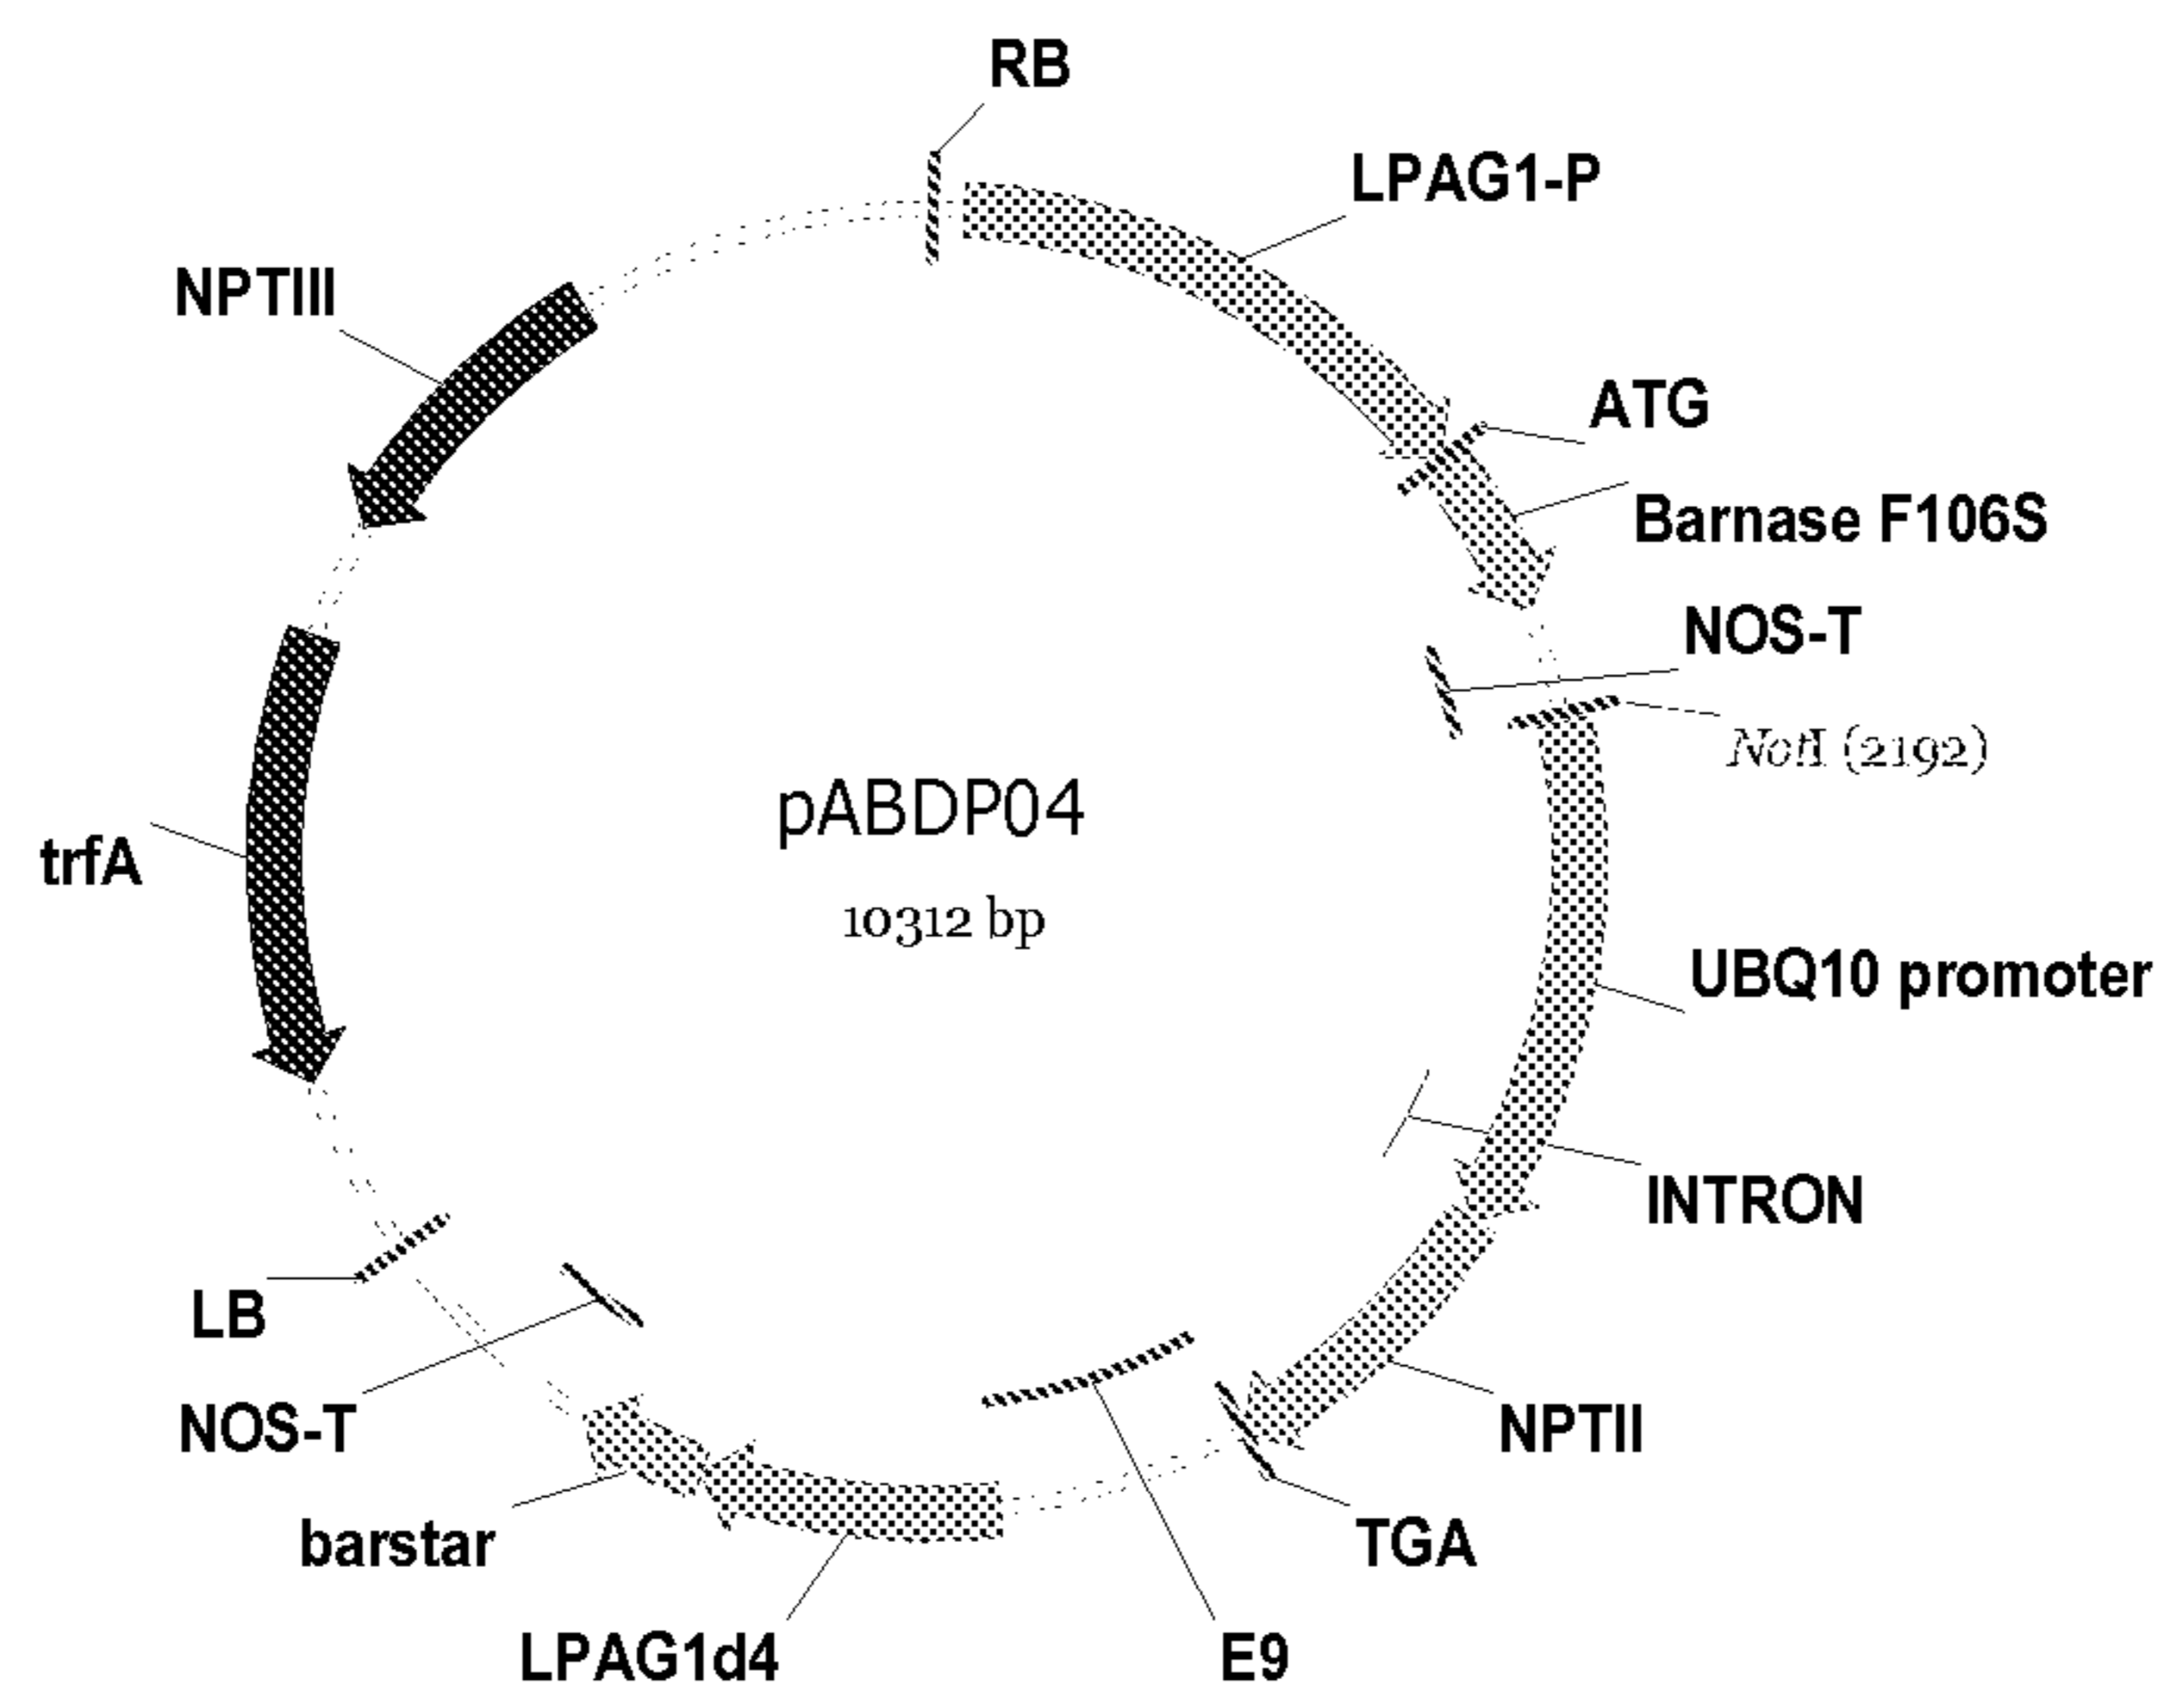 RB
LPAG1-P
NPTIII
ATG
Barnase F106S
NOS-T
NotI (2192)
pABDP04
trfA
10312 bp
UBQ10 promoter
INTRON
LB
NOS-T
NPTII
barstar
TGA
LPAG1d4
E9